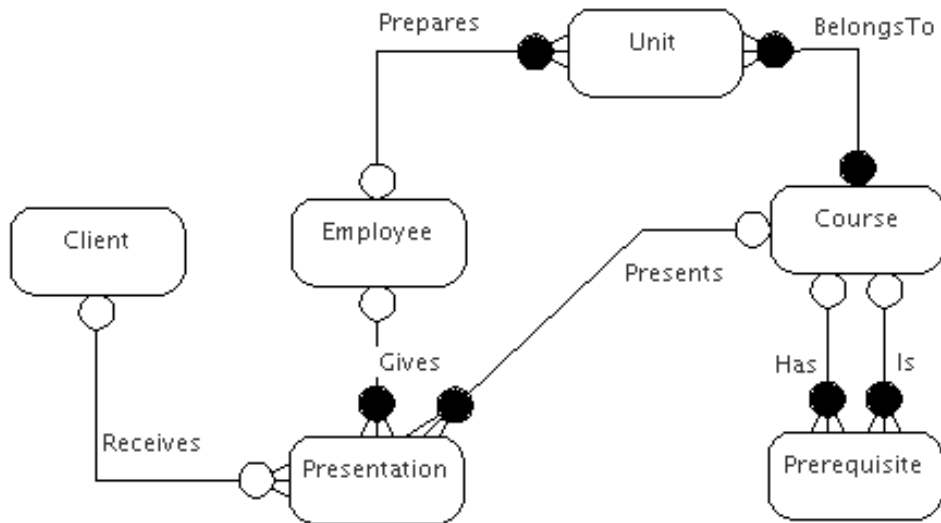 Prepares
Unit
BelongsTo
Client
Employee
Course
Presents
Gives
Has
Is
Receives
Presentation
Prerequisite